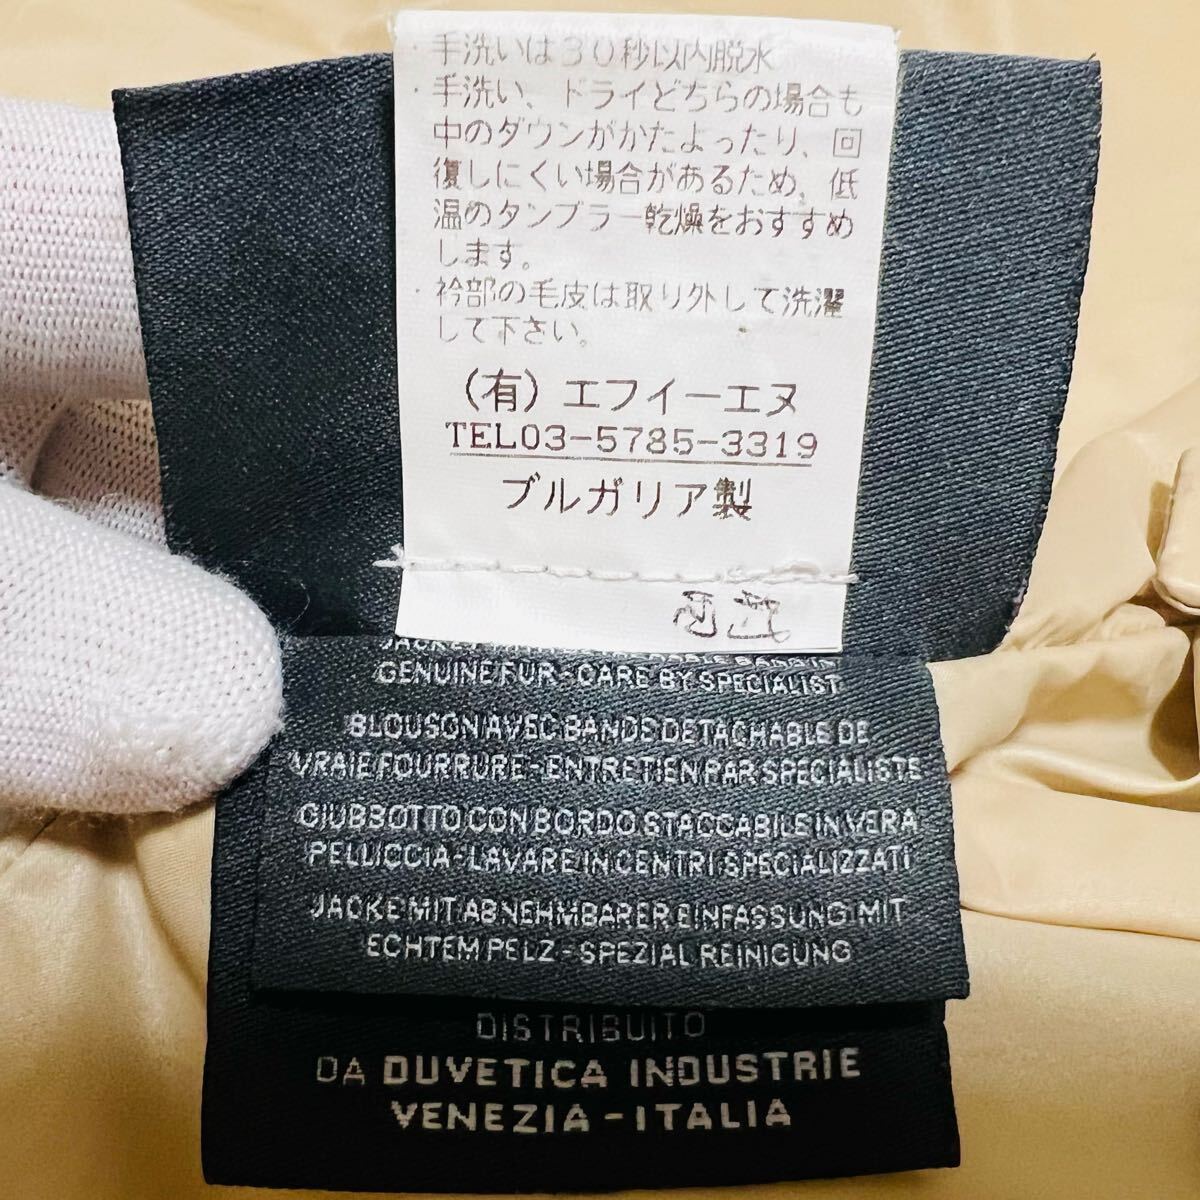 ・手洗いは30秒以内脱水
・手洗い、ドライどちらの場合も
中のダウンがかたよったり、回
復しにくい場合があるため、低
温のタンブラー乾燥をおすすめ
します。
・衿部の毛皮は取り外して洗濯
して下さい。
(有)エフイーエヌ
TEL03-5785-3319
ブルガリア製
GENUINE FUR - CARE BY SPECIALIST
BLOUSON AVEC BANDE DETACHABLE DE
VRAIE FOURRURE - ENTRETIEN PAR SPECIALISTE
GIUBBOTTO CON BORDO STACCABILE IN VERA
PELLICCIA - LAVARE IN CENTRI SPECIALIZZATI
JACKE MIT ABNEHMBARER EINFASSUNG MIT
ECHTEM PELZ - SPEZIAL REINIGUNG
DISTRIBUITO
DA DUVETICA INDUSTRIE
VENEZIA - ITALIA